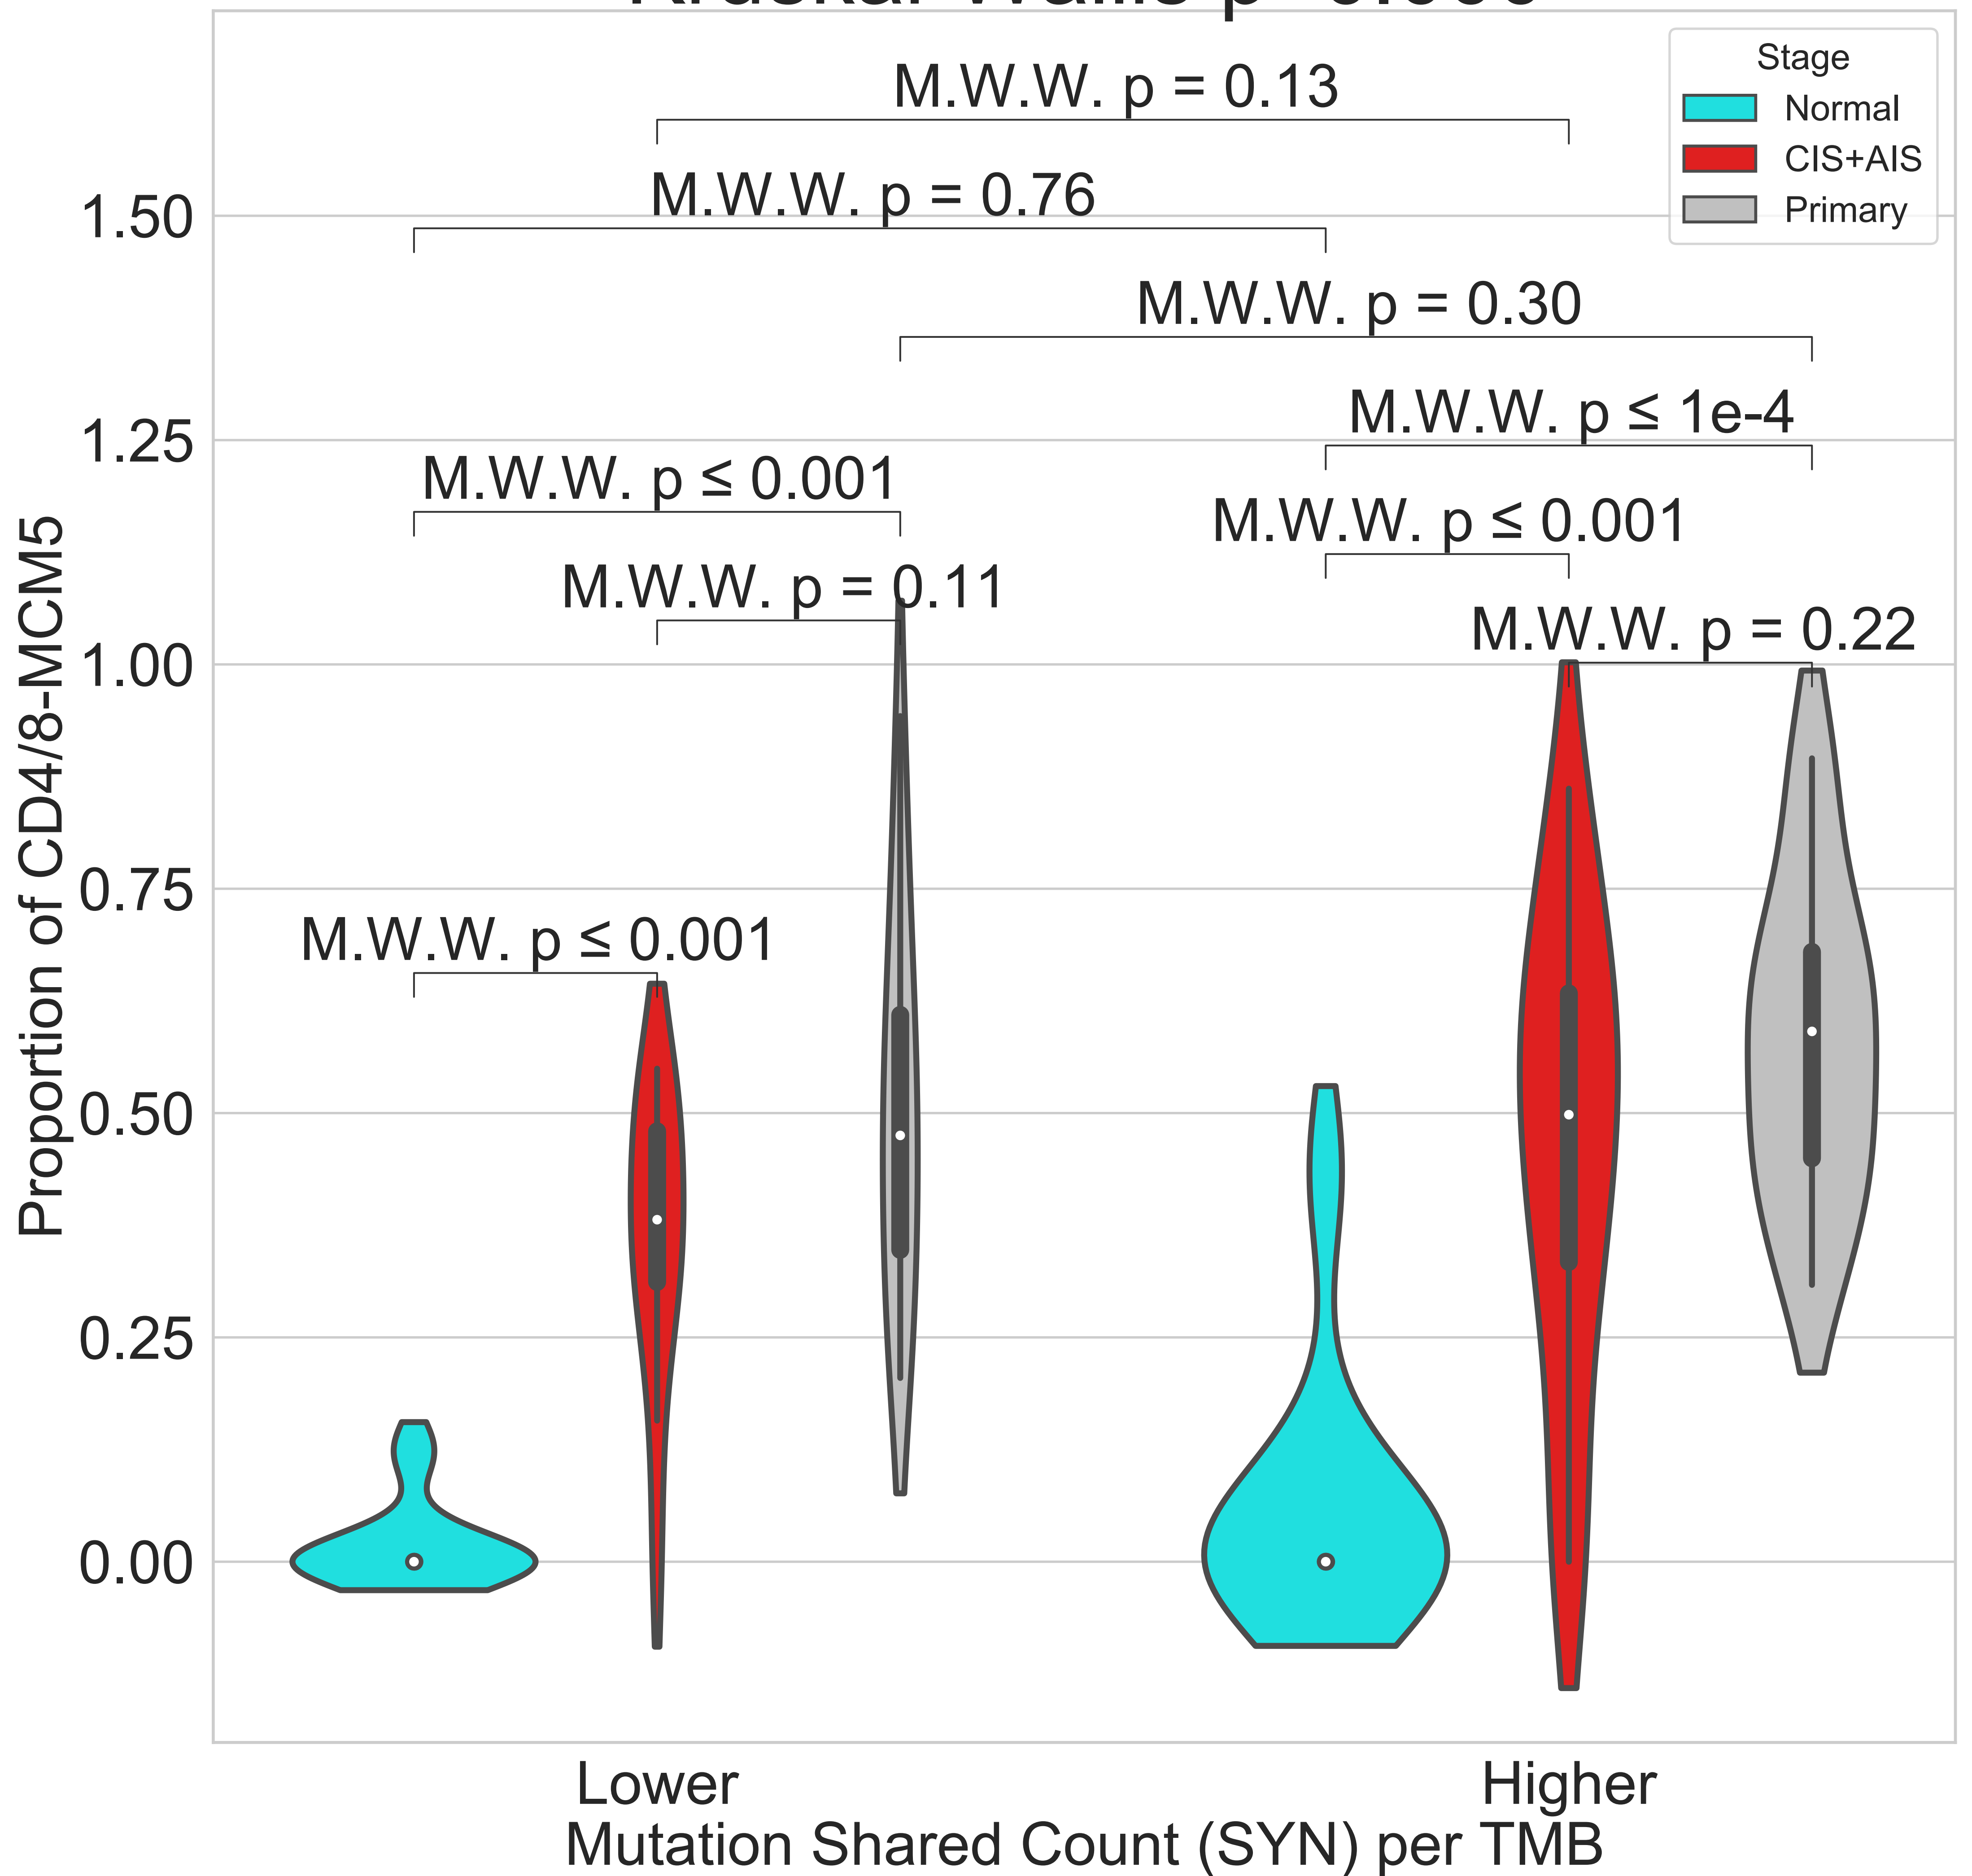 M.W.W. p = 0.13
M.W.W. p = 0.76
M.W.W. p = 0.30
M.W.W. p ≤ 1e-4
M.W.W. p ≤ 0.001
M.W.W. p ≤ 0.001
M.W.W. p = 0.11
M.W.W. p = 0.22
M.W.W. p ≤ 0.001
Stage
Normal
CIS+AIS
Primary
1.50
1.25
1.00
0.75
0.50
0.25
0.00
Proportion of CD4/8-MCM5
Lower
Higher
Mutation Shared Count (SYN) per TMB